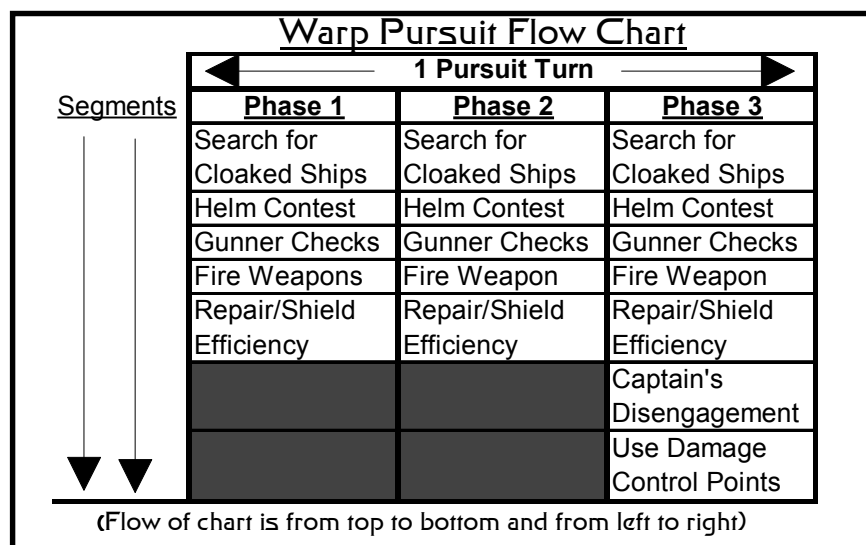 Warp Pursuit Flow Chart
1 Pursuit Turn
Segments Phase 1 Phase 2 Phase 3
Search for Search for Search for
Cloaked Ships Cloaked Ships Cloaked Ships
Helm Contest Helm Contest Helm Contest
Gunner Checks Gunner Checks Gunner Checks
Fire Weapons Fire Weapon Fire Weapon
Repair/Shield Repair/Shield Repair/Shield
Efficiency Efficiency Efficiency
Captain's
Disengagement
Use Damage
Control Points
(Flow of chart is from top to bottom and from left to right)